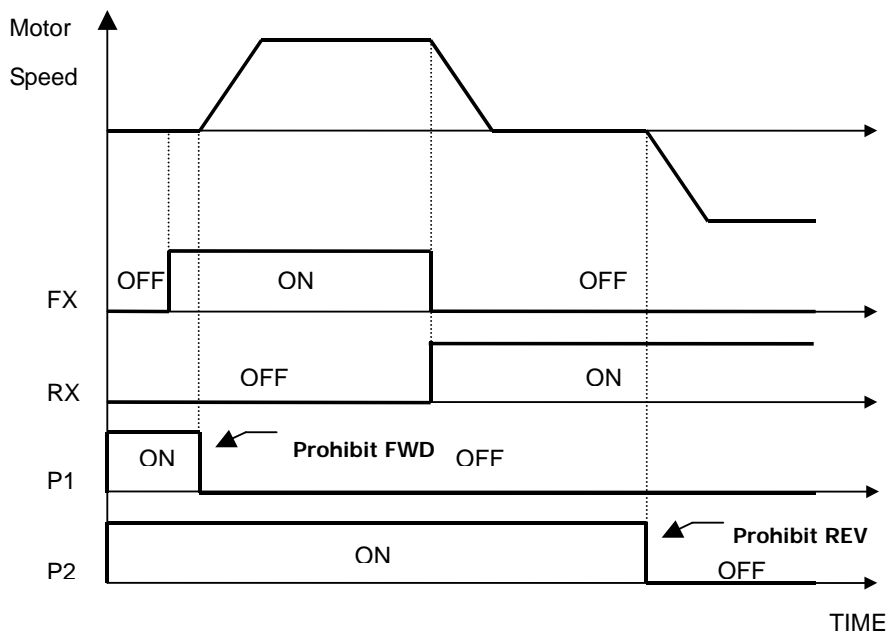 Motor
Speed
OFF ON OFF
FX
OFF ON
RX
ON Prohibit FWD OFF
P1
ON Prohibit REV
P2 OFF
TIME